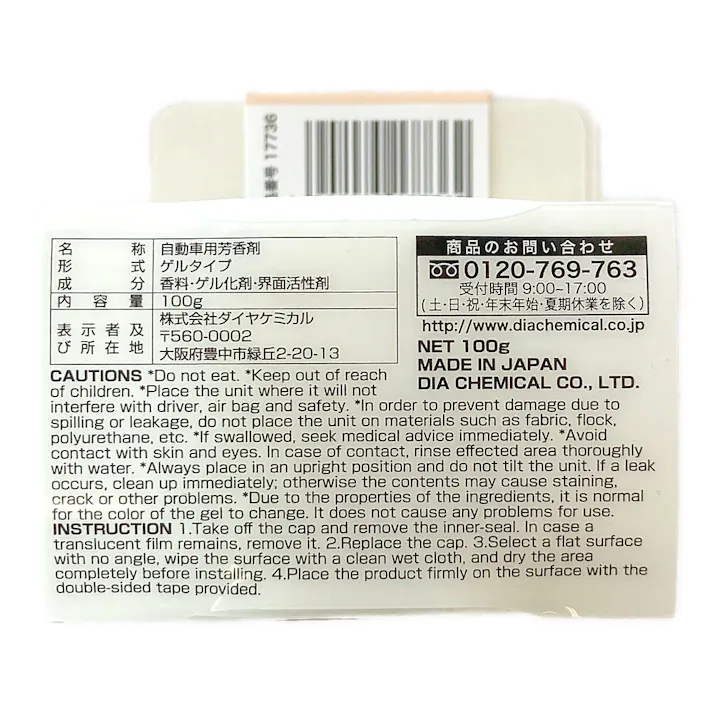 番号 17736
名称 自動車用芳香剤
形式 ゲルタイプ
成分 香料・ゲル化剤・界面活性剤
内容量 100g
表示者及び所在地 株式会社ダイヤケミカル
〒560-0002
大阪府豊中市緑丘2-20-13
商品のお問い合わせ
0120-769-763
受付時間 9:00~17:00
(土・日・祝・年末年始・夏期休業を除く)
http://www.diachemical.co.jp
NET 100g
MADE IN JAPAN
DIA CHEMICAL CO., LTD.
CAUTIONS *Do not eat. *Keep out of reach
of children. *Place the unit where it will not
interfere with driver, air bag and safety. *In order to prevent damage due to
spilling or leakage, do not place the unit on materials such as fabric, flock,
polyurethane, etc. *If swallowed, seek medical advice immediately. *Avoid
contact with skin and eyes. In case of contact, rinse effected area thoroughly
with water. *Always place in an upright position and do not tilt the unit. If a leak
occurs, clean up immediately; otherwise the contents may cause staining,
crack or other problems. *Due to the properties of the ingredients, it is normal
for the color of the gel to change. It does not cause any problems for use.
INSTRUCTION 1.Take off the cap and remove the inner-seal. In case a
translucent film remains, remove it. 2.Replace the cap. 3.Select a flat surface
with no angle, wipe the surface with a clean wet cloth, and dry the area
completely before installing. 4.Place the product firmly on the surface with the
double-sided tape provided.